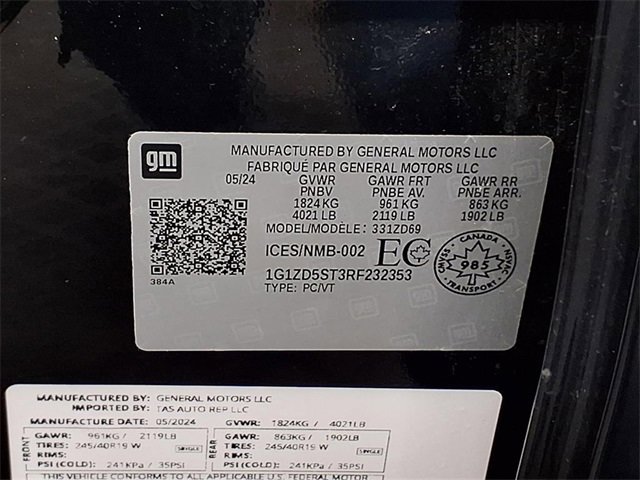 gm
MANUFACTURED BY GENERAL MOTORS LLC
FABRIQUÉ PAR GENERAL MOTORS LLC
05/24 GVWR GAWR FRT GAWR RR
PNBV PNBE AV. PNBE ARR.
1824 KG 961 KG 863 KG
4021 LB 2119 LB 1902 LB
MODEL/MODÈLE: 331ZD69
ICES/NMB-002 EC
1G1ZD5ST3RF232353
TYPE: PC/VT
384A
CANADA
CMVSS 985 NSVAC
TRANSPORT
MANUFACTURED BY: GENERAL MOTORS LLC
IMPORTED BY: TAS AUTO REP LLC
MANUFACTURE DATE: 05/2024 GVWR: 1824KG / 4021LB
FRONT GAWR: 961KG / 2119LB REAR GAWR: 863KG / 1902LB
TIRES: 245/40R19 W SINGLE TIRES: 245/40R19 W SINGLE
RIMS: RIMS:
PSI (COLD): 241KPa / 35PSI PSI (COLD): 241KPa / 35PSI
THIS VEHICLE CONFORMS TO ALL APPLICABLE U.S. FEDERAL MOTOR